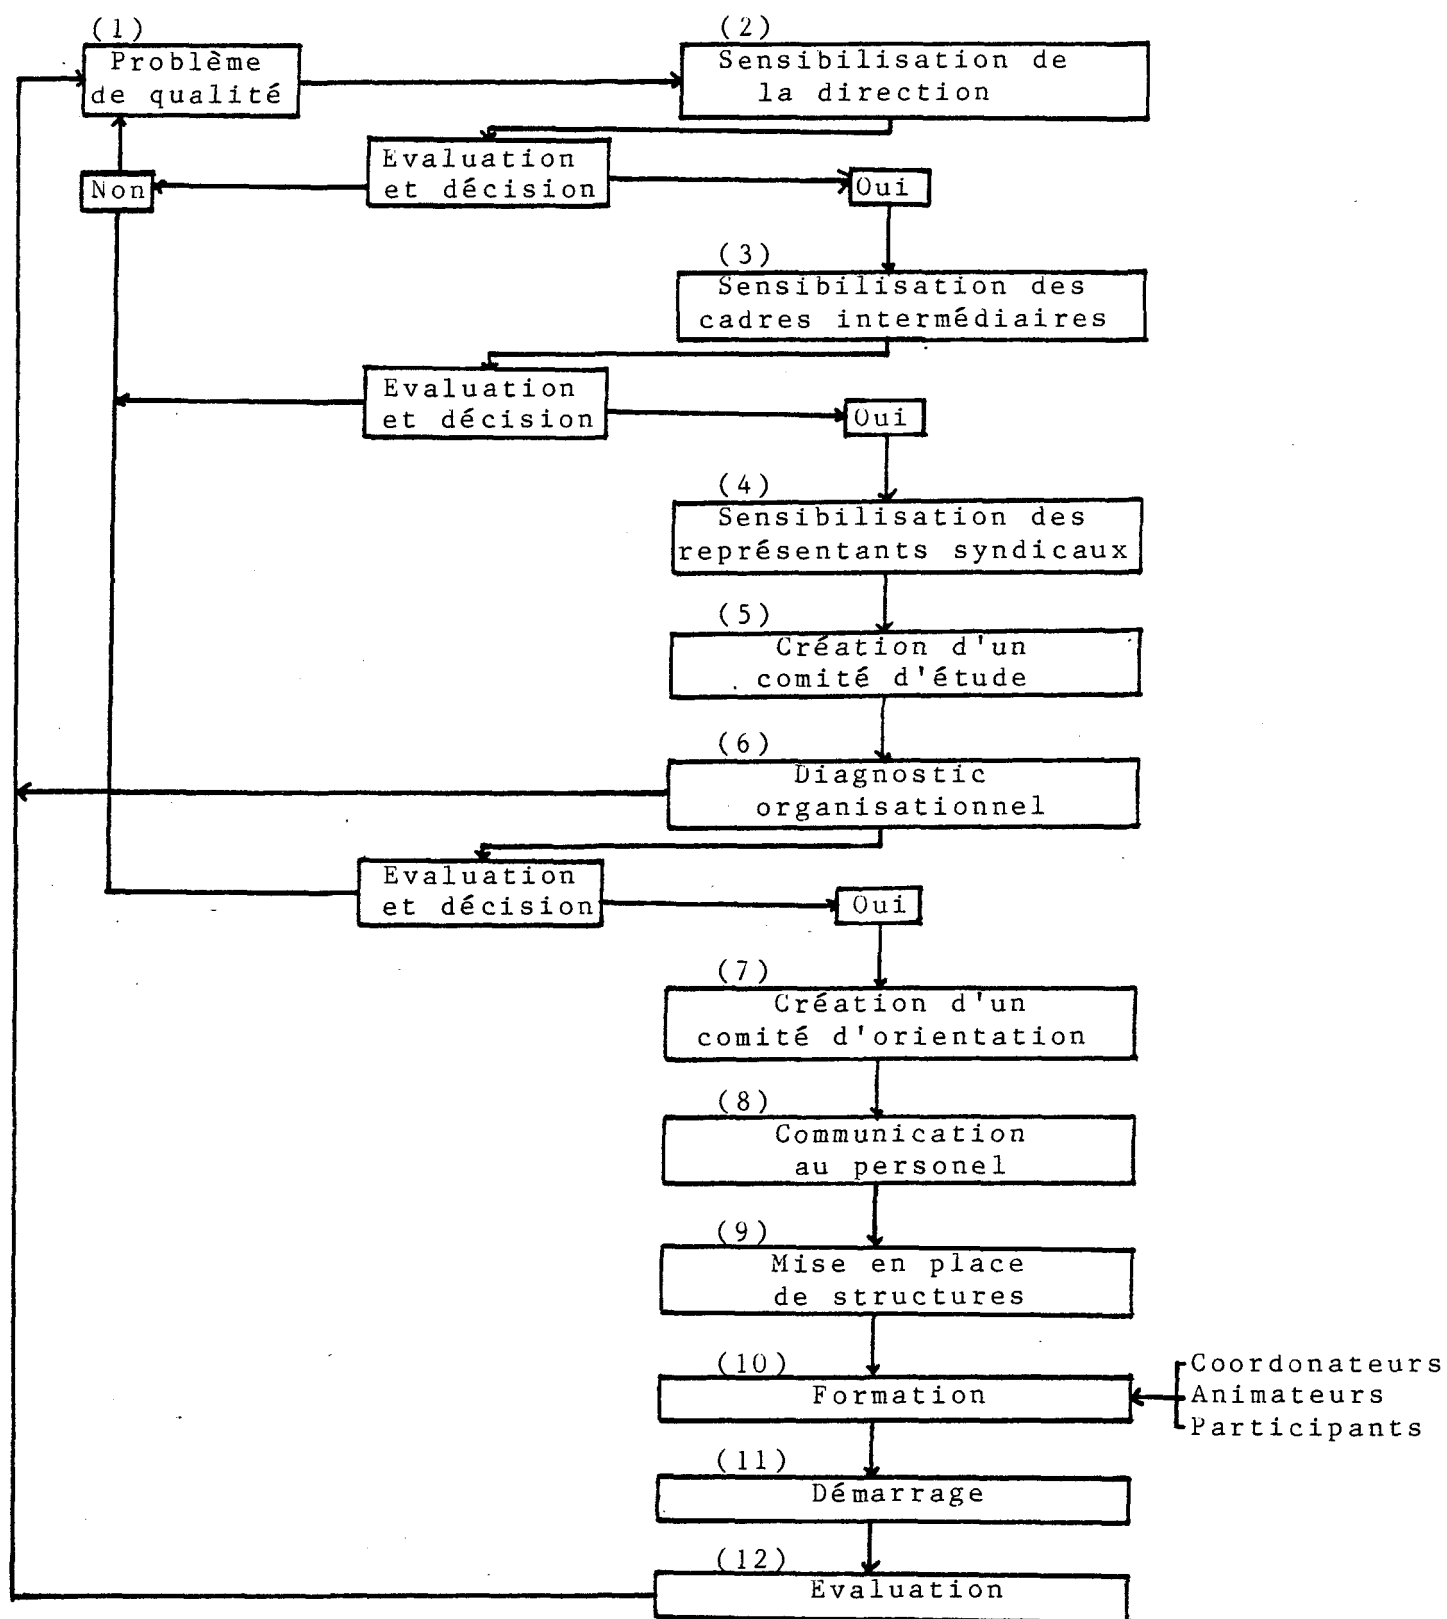 (1)
Problème
de qualité
(2)
Sensibilisation de
la direction
Evaluation
et décision
Non
Oui
(3)
Sensibilisation des
cadres intermédiaires
Evaluation
et décision
Oui
(4)
Sensibilisation des
représentants syndicaux
(5)
Création d'un
comité d'étude
(6)
Diagnostic
organisationnel
Evaluation
et décision
Oui
(7)
Création d'un
comité d'orientation
(8)
Communication
au personel
(9)
Mise en place
de structures
(10)
Formation
Coordonateurs
Animateurs
Participants
(11)
Démarrage
(12)
Evaluation